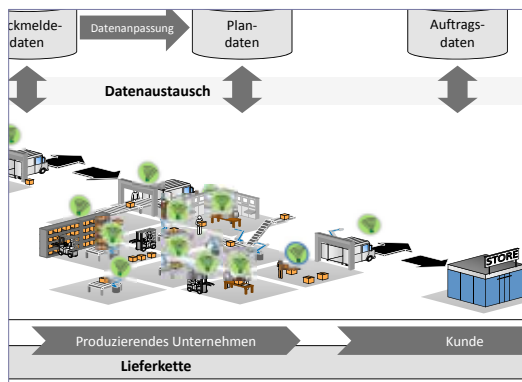 ckmelde-
daten
Datenanpassung
Plan-
daten
Auftrags-
daten
Datenaustausch
STORE
Produzierendes Unternehmen
Kunde
Lieferkette